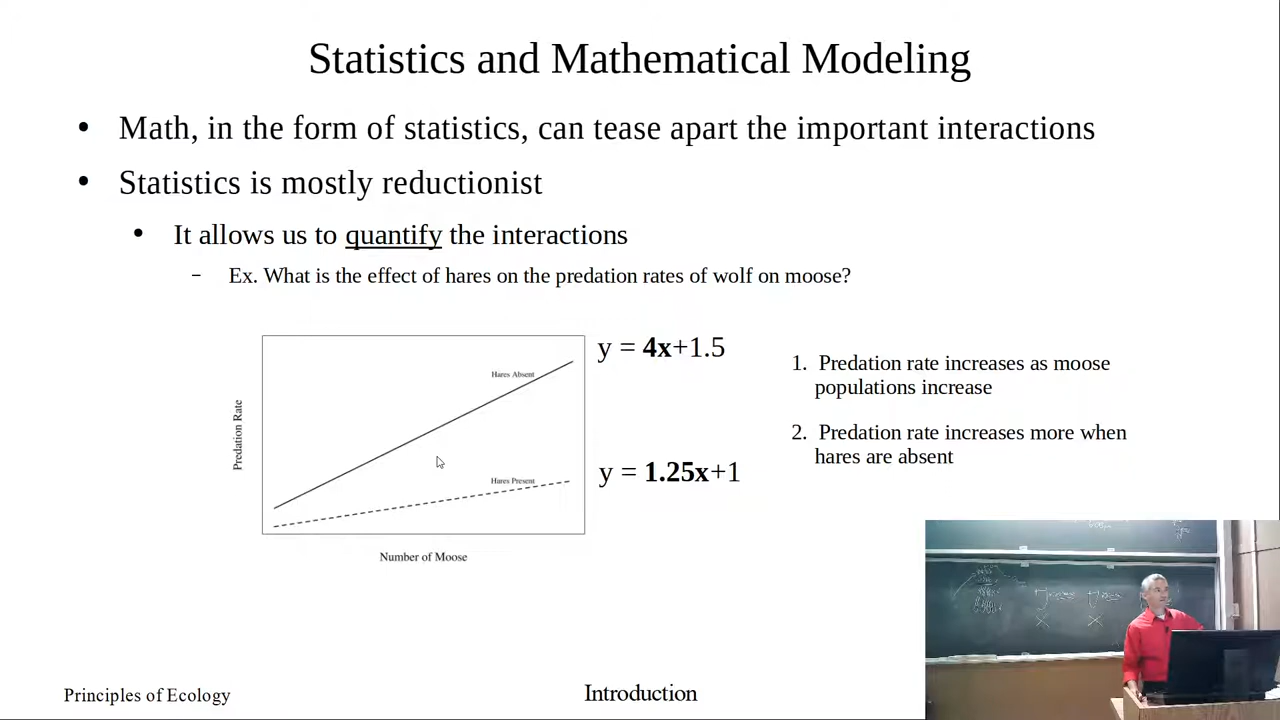 Statistics and Mathematical Modeling
• Math, in the form of statistics, can tease apart the important interactions
• Statistics is mostly reductionist
• It allows us to quantify the interactions
– Ex. What is the effect of hares on the predation rates of wolf on moose?
y = 4x+1.5
Hares Absent
Predation Rate
Hares Present
y = 1.25x+1
Number of Moose
1. Predation rate increases as moose
populations increase
2. Predation rate increases more when
hares are absent
Principles of Ecology
Introduction